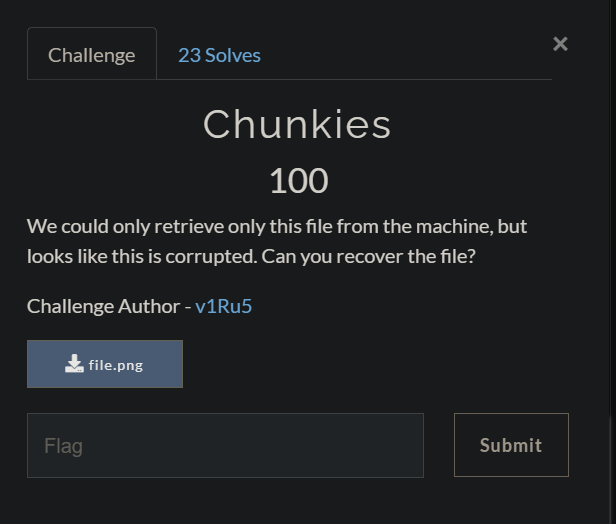 Challenge
23 Solves
×
Chunkies
100
We could only retrieve only this file from the machine, but
looks like this is corrupted. Can you recover the file?
Challenge Author - v1Ru5
file.png
Flag
Submit